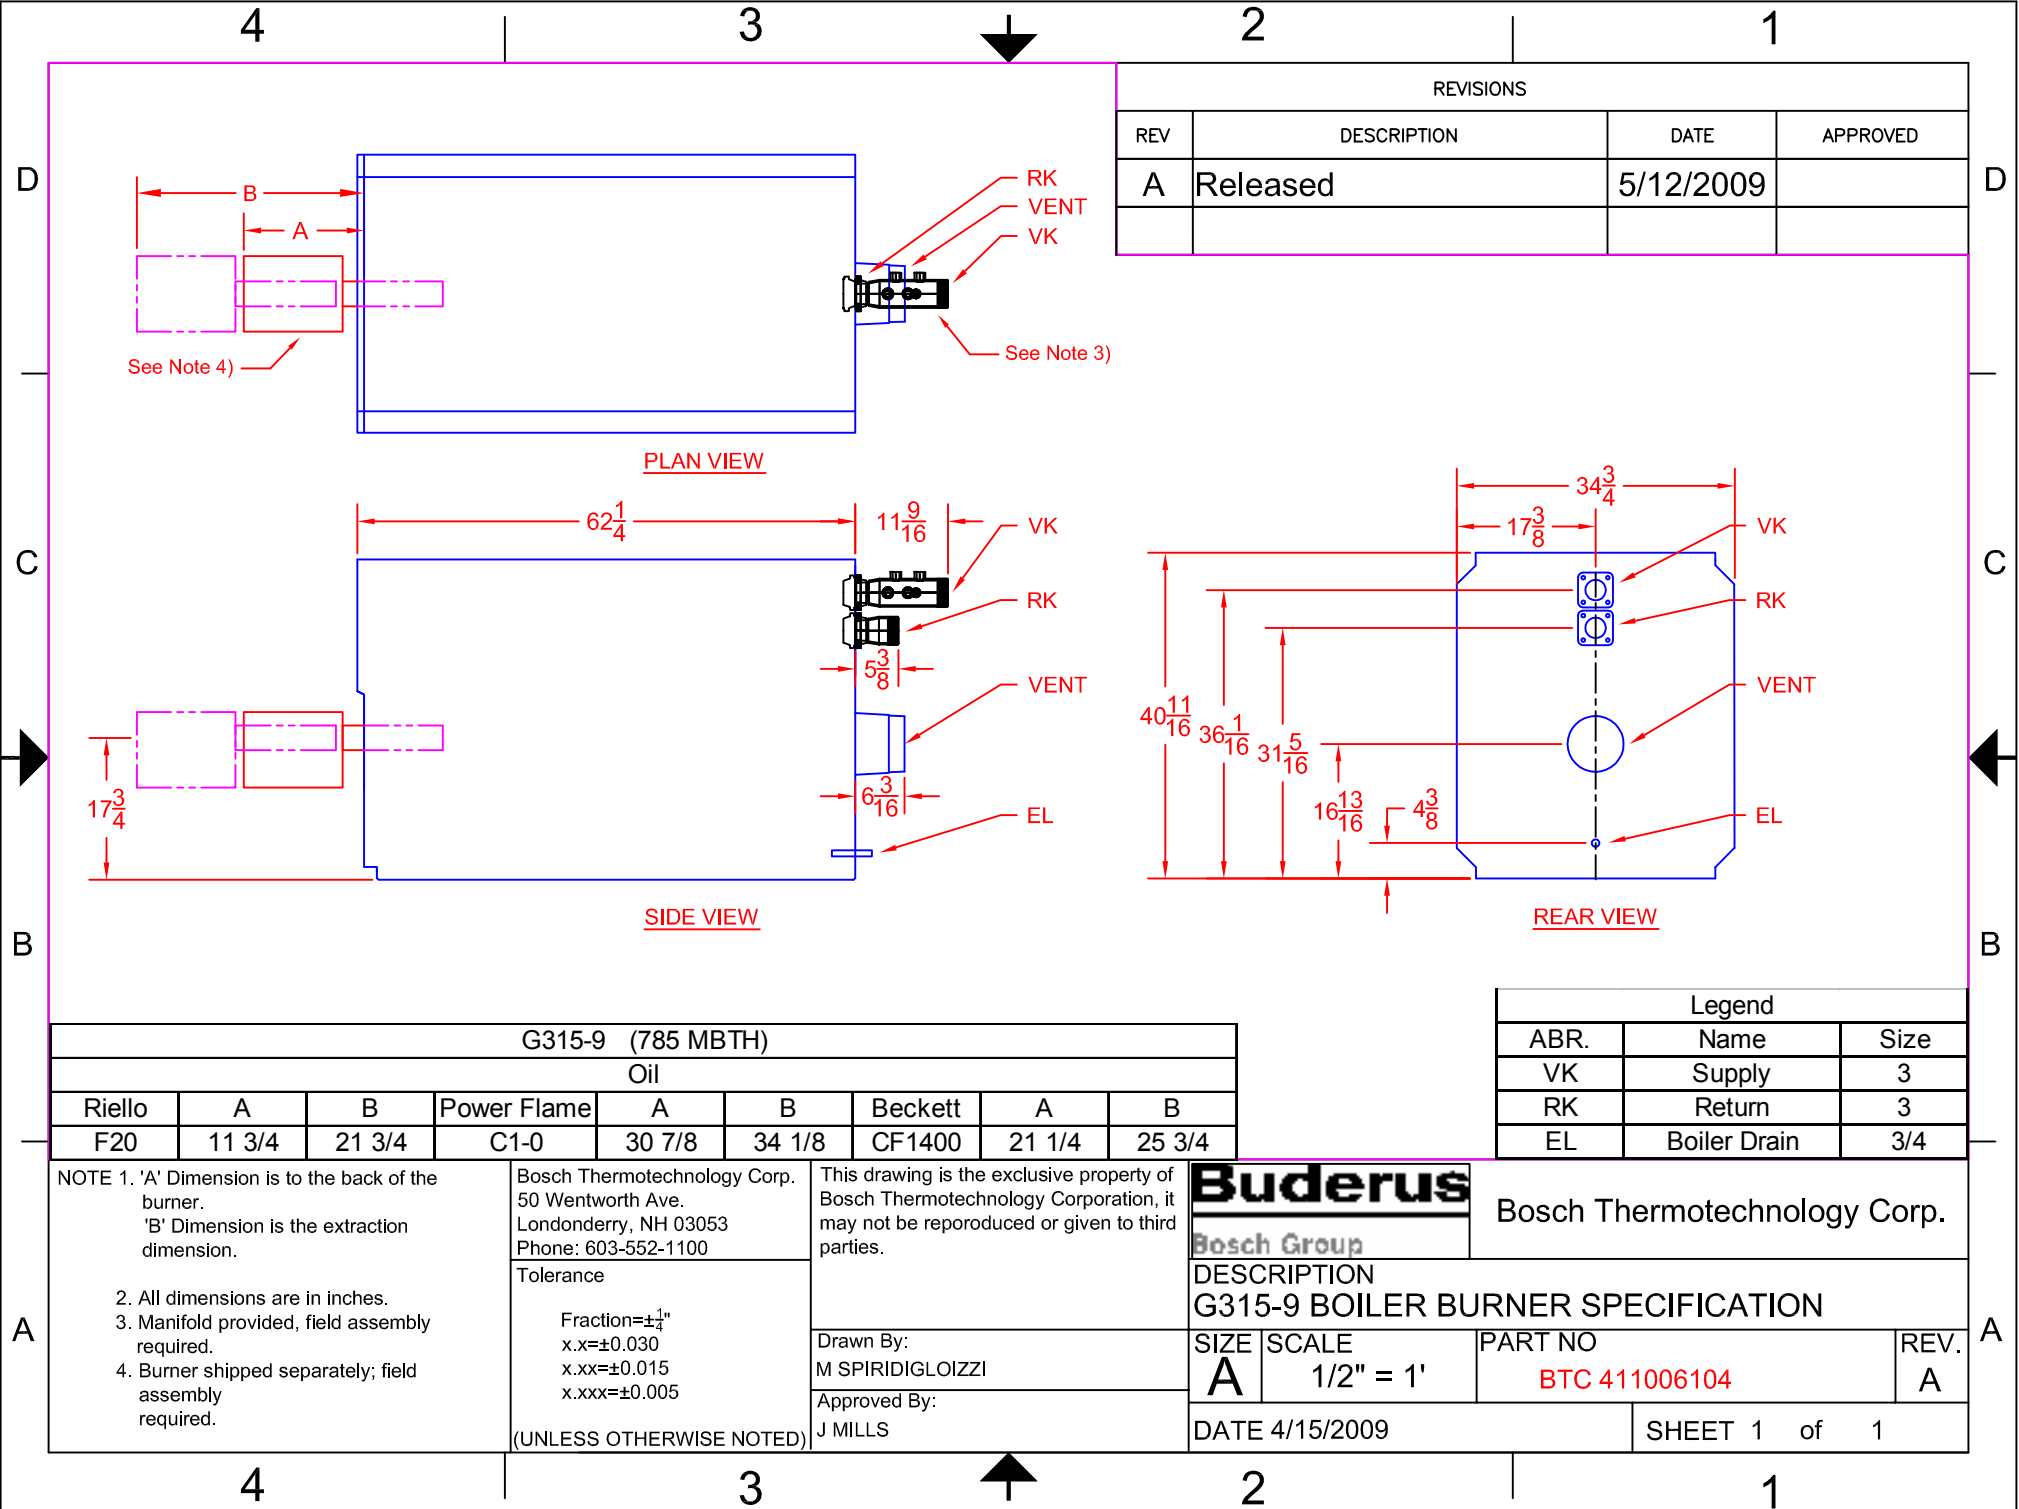 4 3 2 1
REVISIONS
REV DESCRIPTION DATE APPROVED
A Released 5/12/2009
D D
B
A
RK
VENT
VK
See Note 4)
See Note 3)
PLAN VIEW
62 1/4
11 9/16
VK
RK
5 3/8
VENT
6 3/16
EL
17 3/4
SIDE VIEW
34 3/4
17 3/8
VK
RK
VENT
EL
40 11/16
36 1/16
31 5/16
16 13/16
4 3/8
REAR VIEW
C C
B B
Legend
ABR. Name Size
VK Supply 3
RK Return 3
EL Boiler Drain 3/4
G315-9 (785 MBTH)
Oil
Riello A B Power Flame A B Beckett A B
F20 11 3/4 21 3/4 C1-0 30 7/8 34 1/8 CF1400 21 1/4 25 3/4
NOTE 1. 'A' Dimension is to the back of the
burner.
'B' Dimension is the extraction
dimension.
2. All dimensions are in inches.
3. Manifold provided, field assembly
required.
4. Burner shipped separately; field
assembly
required.
Bosch Thermotechnology Corp.
50 Wentworth Ave.
Londonderry, NH 03053
Phone: 603-552-1100
Tolerance
Fraction=±1/4"
x.x=±0.030
x.xx=±0.015
x.xxx=±0.005
(UNLESS OTHERWISE NOTED)
This drawing is the exclusive property of
Bosch Thermotechnology Corporation, it
may not be reporoduced or given to third
parties.
Drawn By:
M SPIRIDIGLOIZZI
Approved By:
J MILLS
Buderus
Bosch Group
Bosch Thermotechnology Corp.
DESCRIPTION
G315-9 BOILER BURNER SPECIFICATION
SIZE SCALE PART NO REV.
A 1/2" = 1' BTC 411006104 A
DATE 4/15/2009 SHEET 1 of 1
A A
4 3 2 1